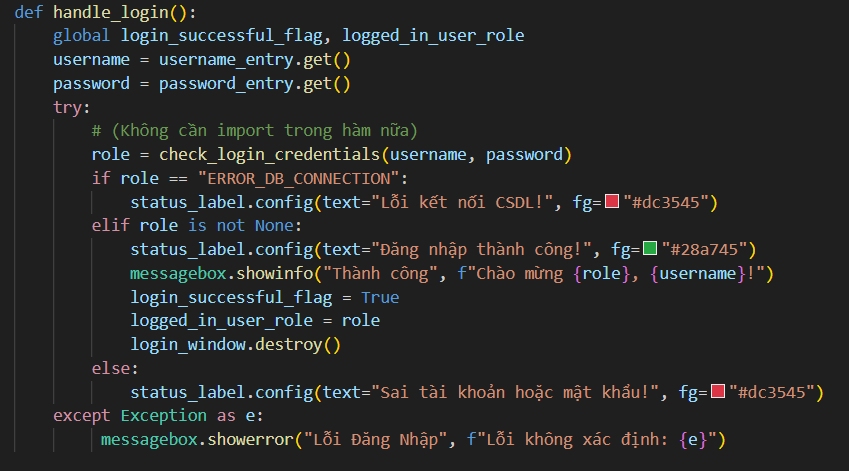 def handle_login():
    global login_successful_flag, logged_in_user_role
    username = username_entry.get()
    password = password_entry.get()
    try:
        # (Không cần import trong hàm nữa)
        role = check_login_credentials(username, password)
        if role == "ERROR_DB_CONNECTION":
            status_label.config(text="Lỗi kết nối CSDL!", fg="#dc3545")
        elif role is not None:
            status_label.config(text="Đăng nhập thành công!", fg="#28a745")
            messagebox.showinfo("Thành công", f"Chào mừng {role}, {username}!")
            login_successful_flag = True
            logged_in_user_role = role
            login_window.destroy()
        else:
            status_label.config(text="Sai tài khoản hoặc mật khẩu!", fg="#dc3545")
    except Exception as e:
         messagebox.showerror("Lỗi Đăng Nhập", f"Lỗi không xác định: {e}")